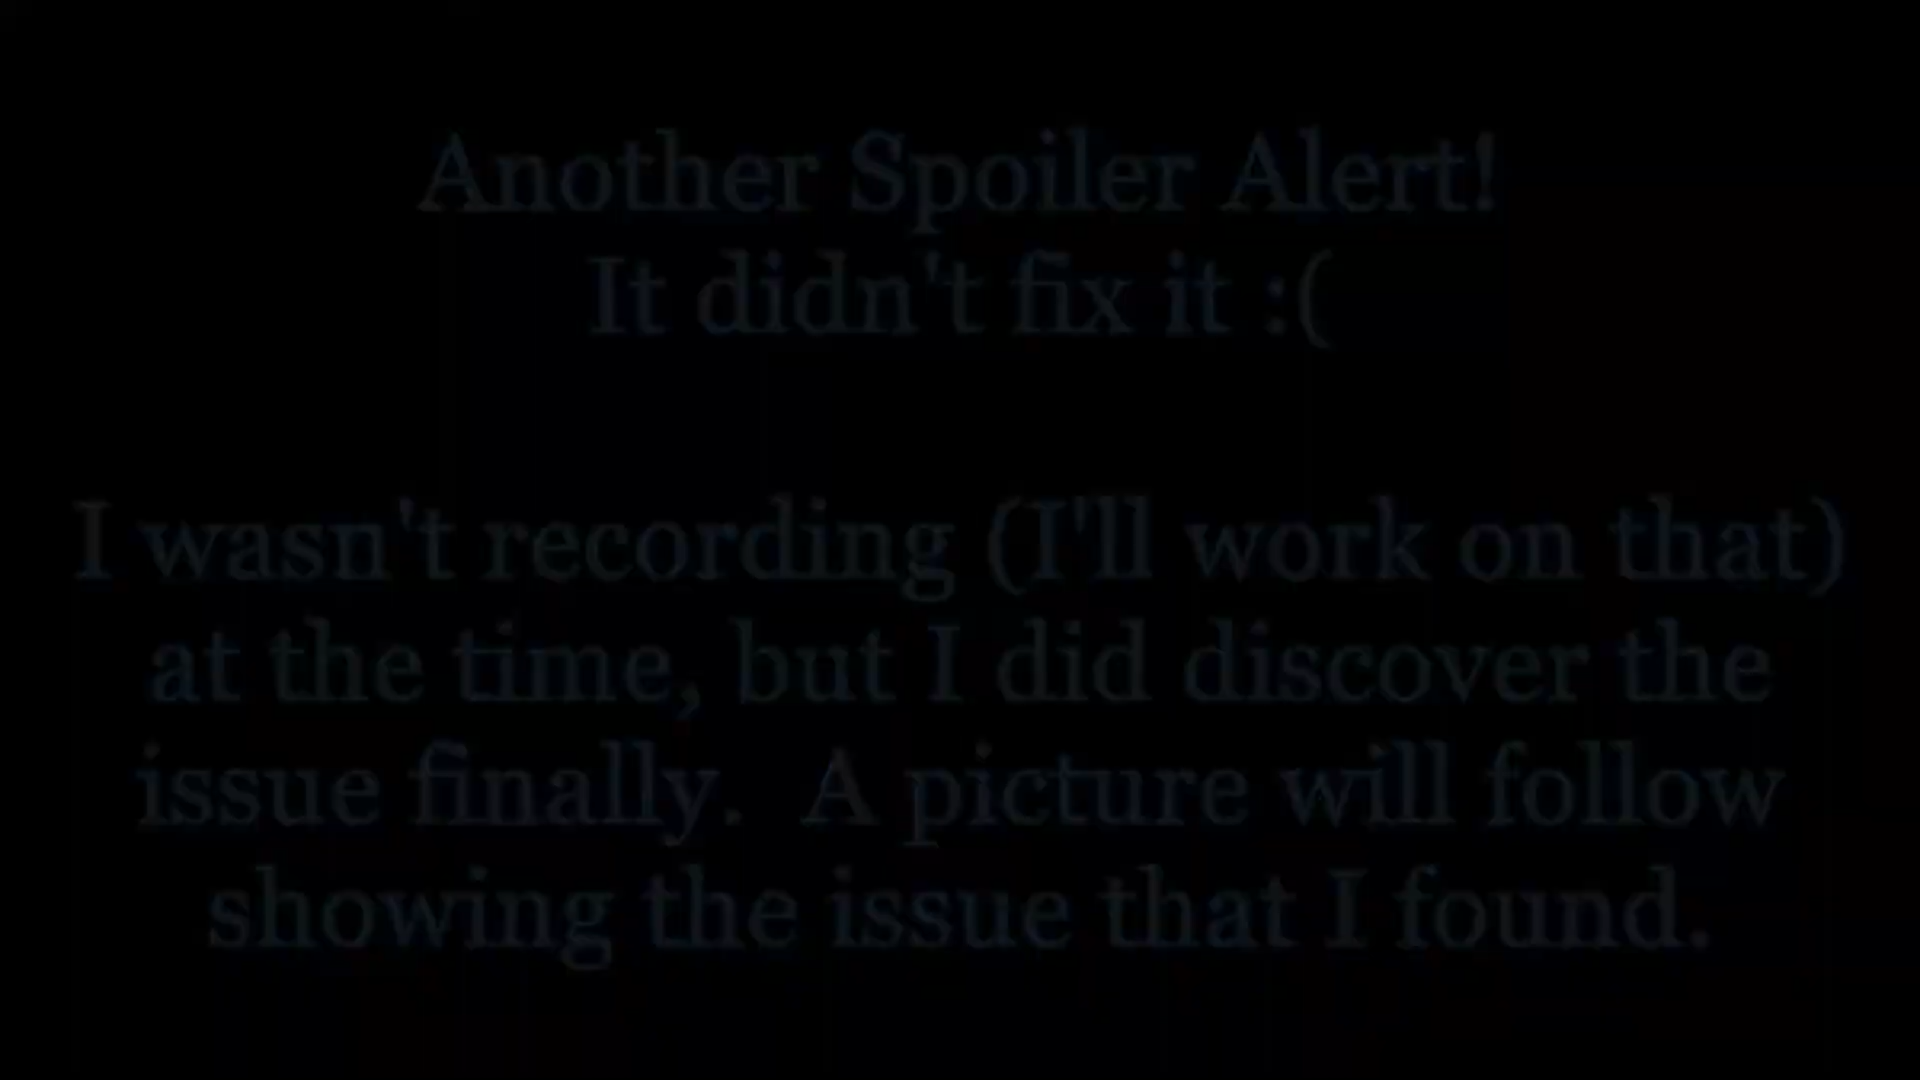 Another Spoiler Alert!
It didn't fix it :(
I wasn't recording (I'll work on that)
at the time, but I did discover the
issue finally.  A picture will follow
showing the issue that I found.